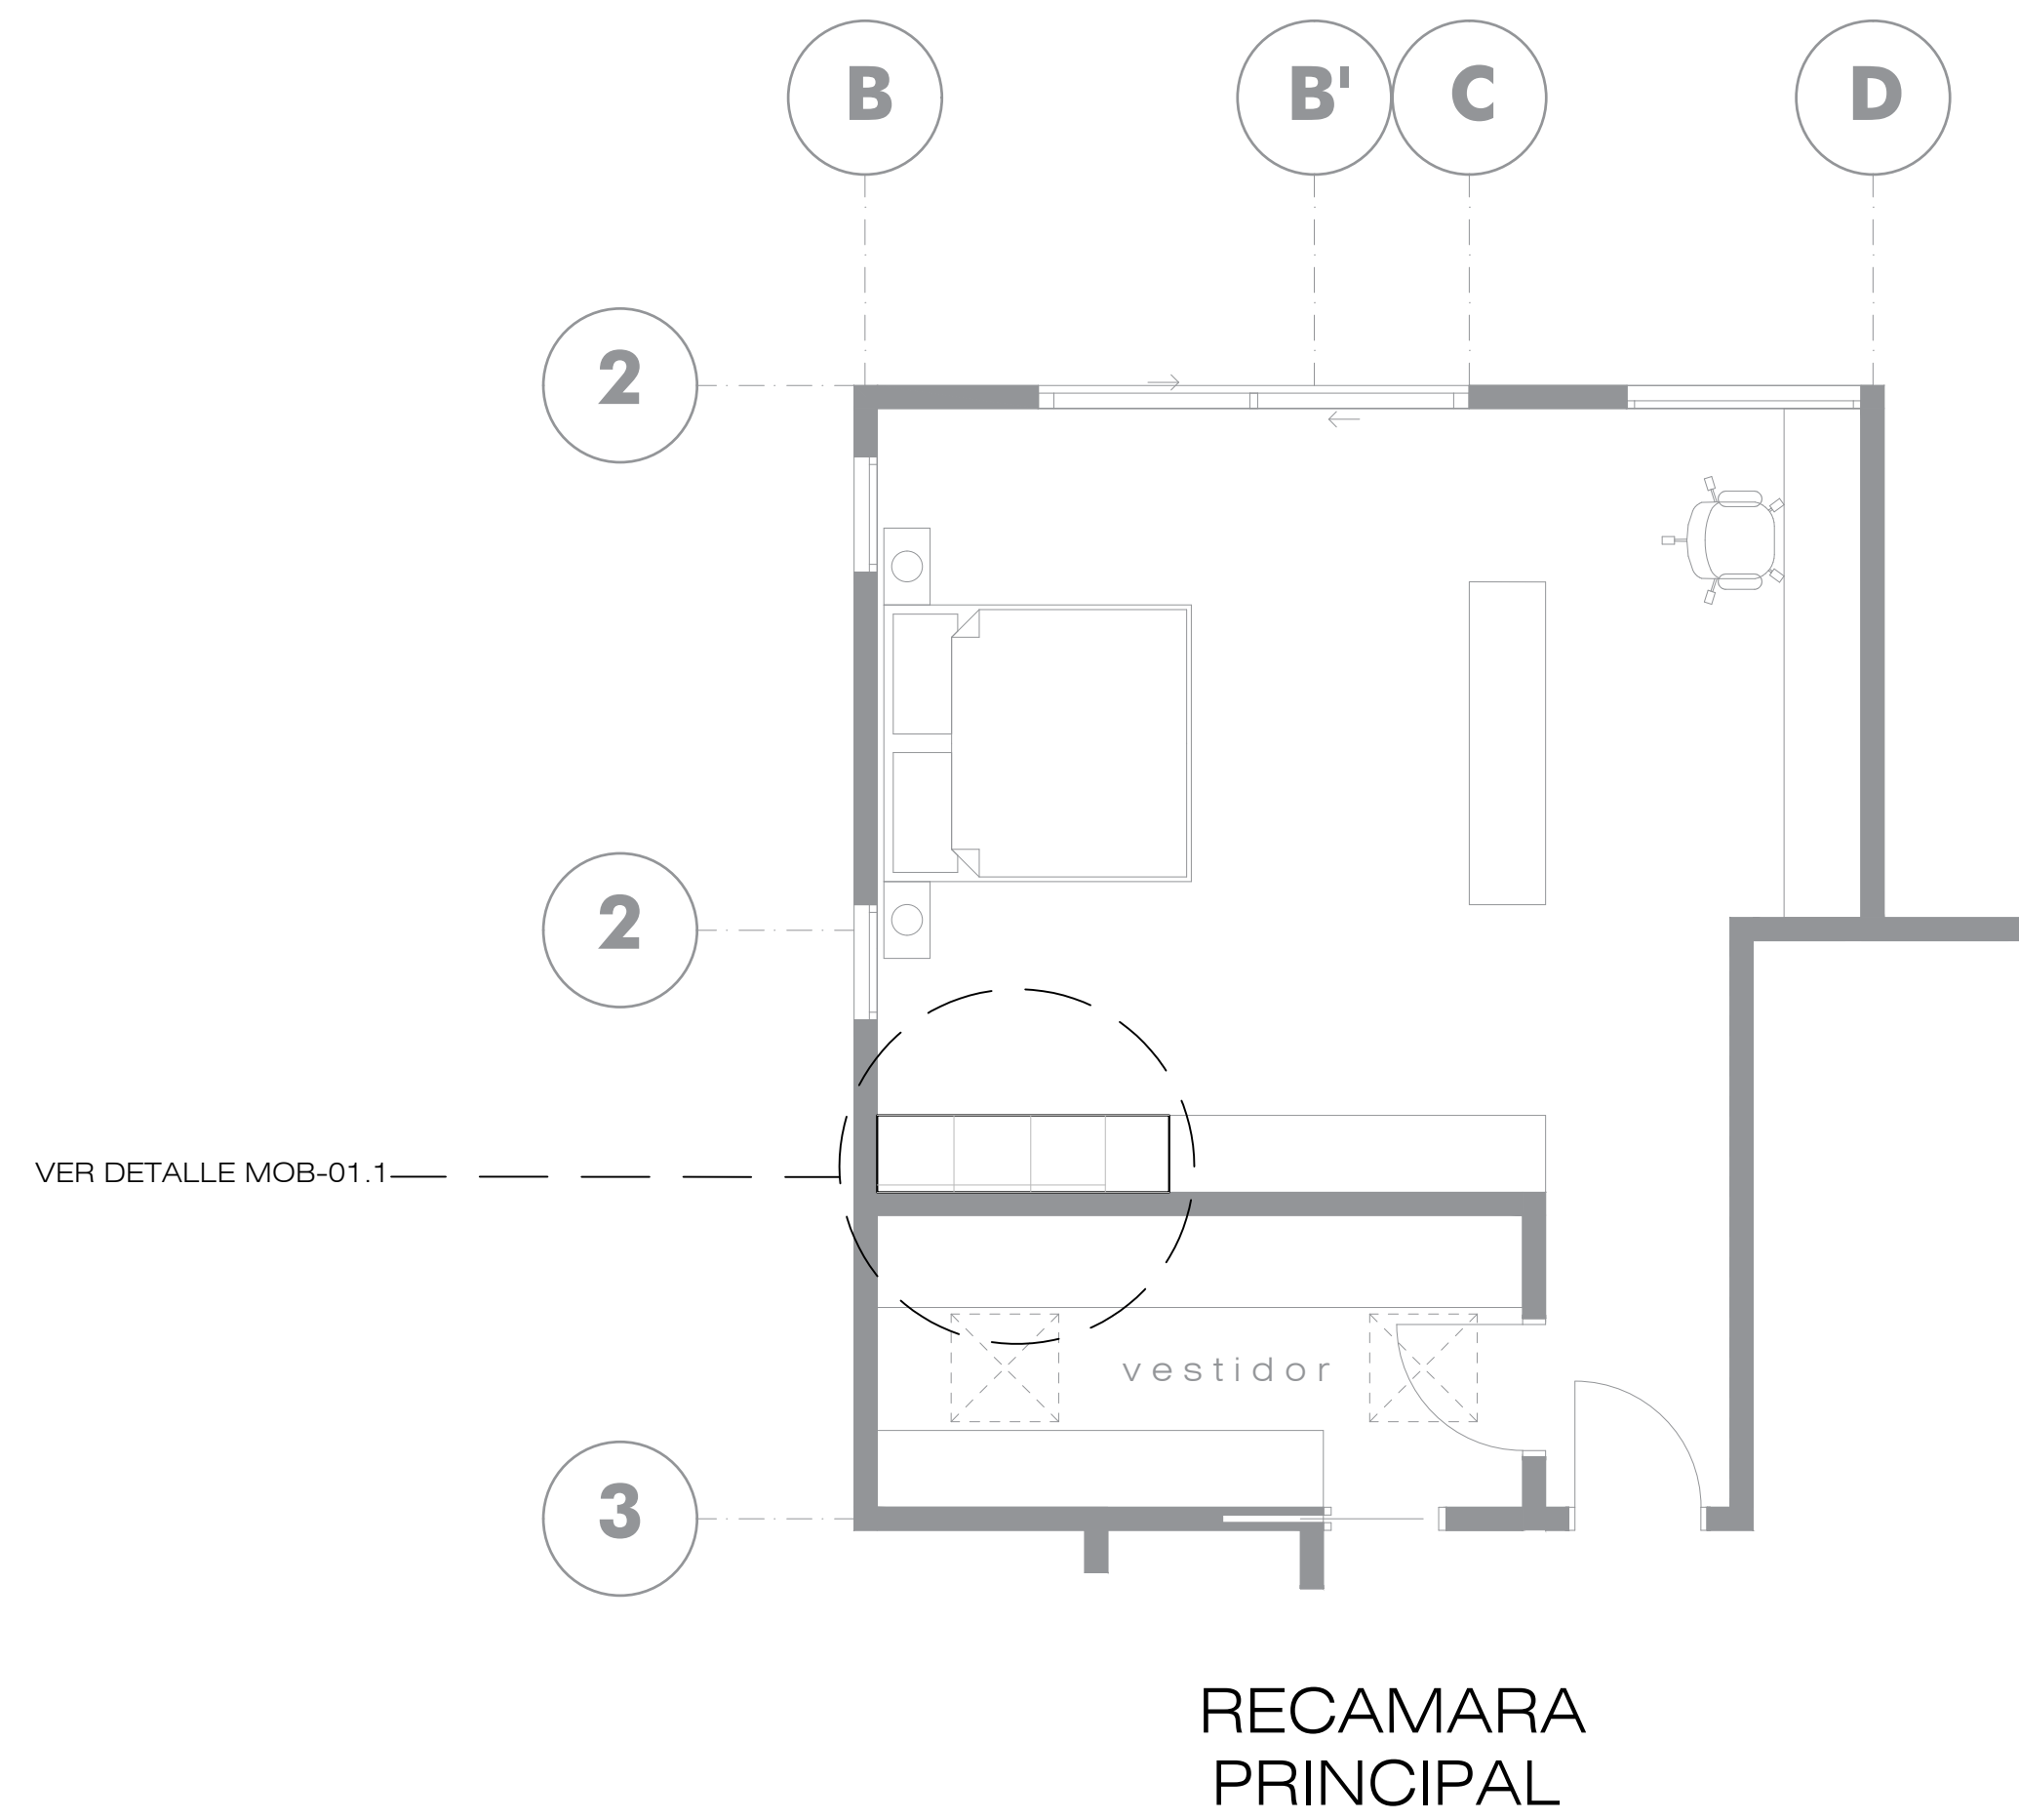 B
B'
C
D
2
2
VER DETALLE MOB-01.1
vestidor
3
RECAMARA
PRINCIPAL